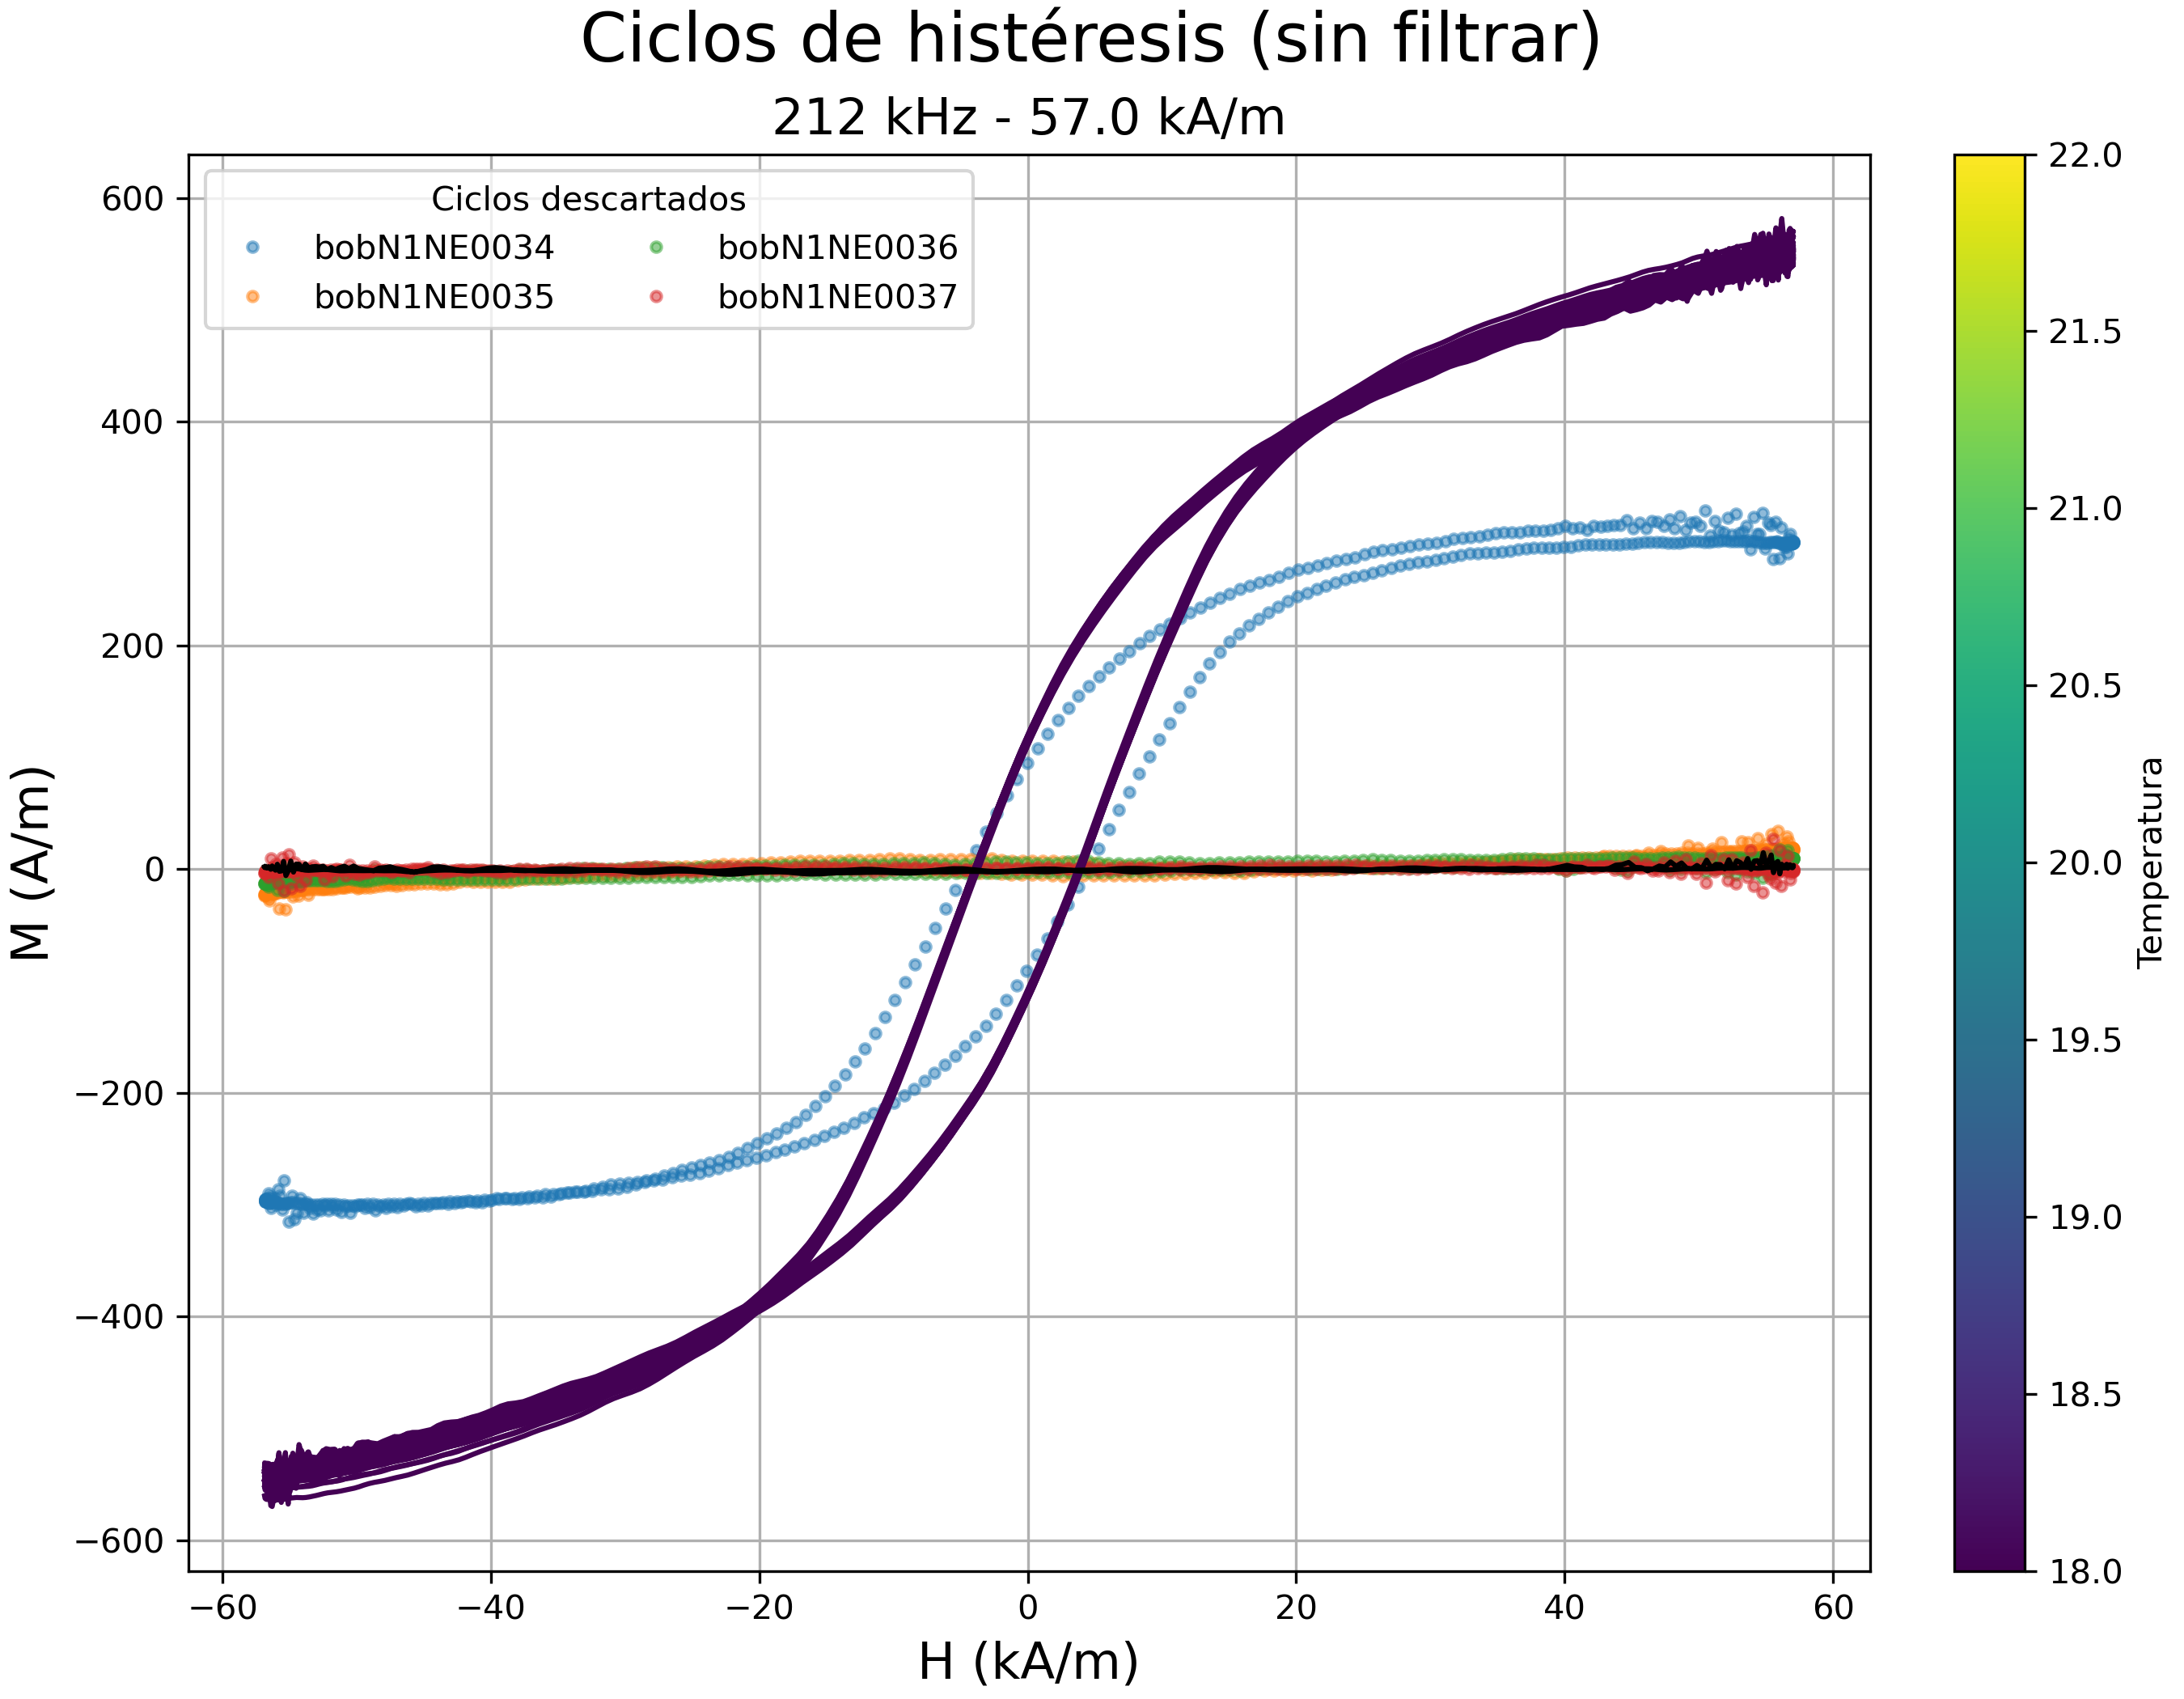 Ciclos de histéresis (sin filtrar)
212 kHz - 57.0 kA/m
Ciclos descartados
bobN1NE0034 bobN1NE0036
bobN1NE0035 bobN1NE0037
600
400
200
0
−200
−400
−600
M (A/m)
−60 −40 −20 0 20 40 60
H (kA/m)
22.0
21.5
21.0
20.5
20.0
19.5
19.0
18.5
18.0
Temperatura